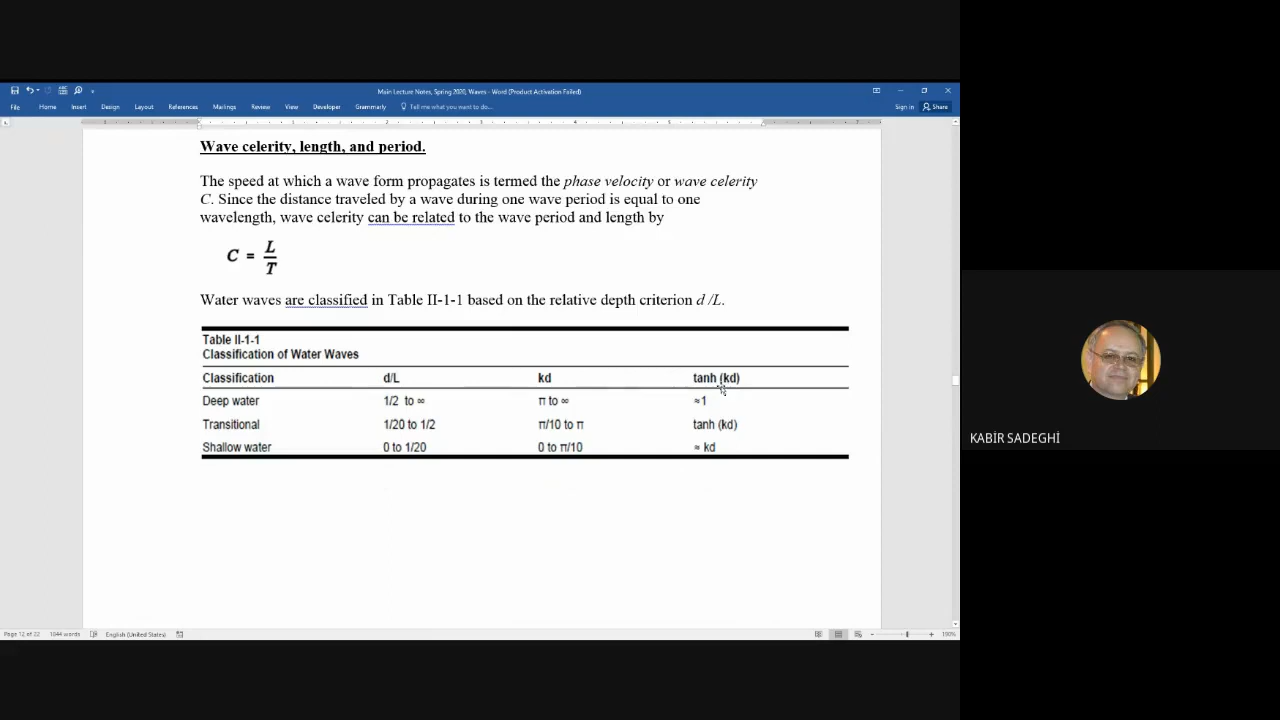 Main Lecture Notes, Spring 2020, Waves - Word (Product Activation Failed)
File Home Insert Design Layout References Mailings Review View Developer Grammarly Tell me what you want to do... Sign in Share
Wave celerity, length, and period.
The speed at which a wave form propagates is termed the phase velocity or wave celerity
C. Since the distance traveled by a wave during one wave period is equal to one
wavelength, wave celerity can be related to the wave period and length by
C = L/T
Water waves are classified in Table II-1-1 based on the relative depth criterion d /L.
Table II-1-1
Classification of Water Waves
Classification d/L kd tanh (kd)
Deep water 1/2 to ∞ π to ∞ ≈1
Transitional 1/20 to 1/2 π/10 to π tanh (kd)
Shallow water 0 to 1/20 0 to π/10 ≈ kd
KABİR SADEGHİ
Page 12 of 22 1844 words English (United States) 100%